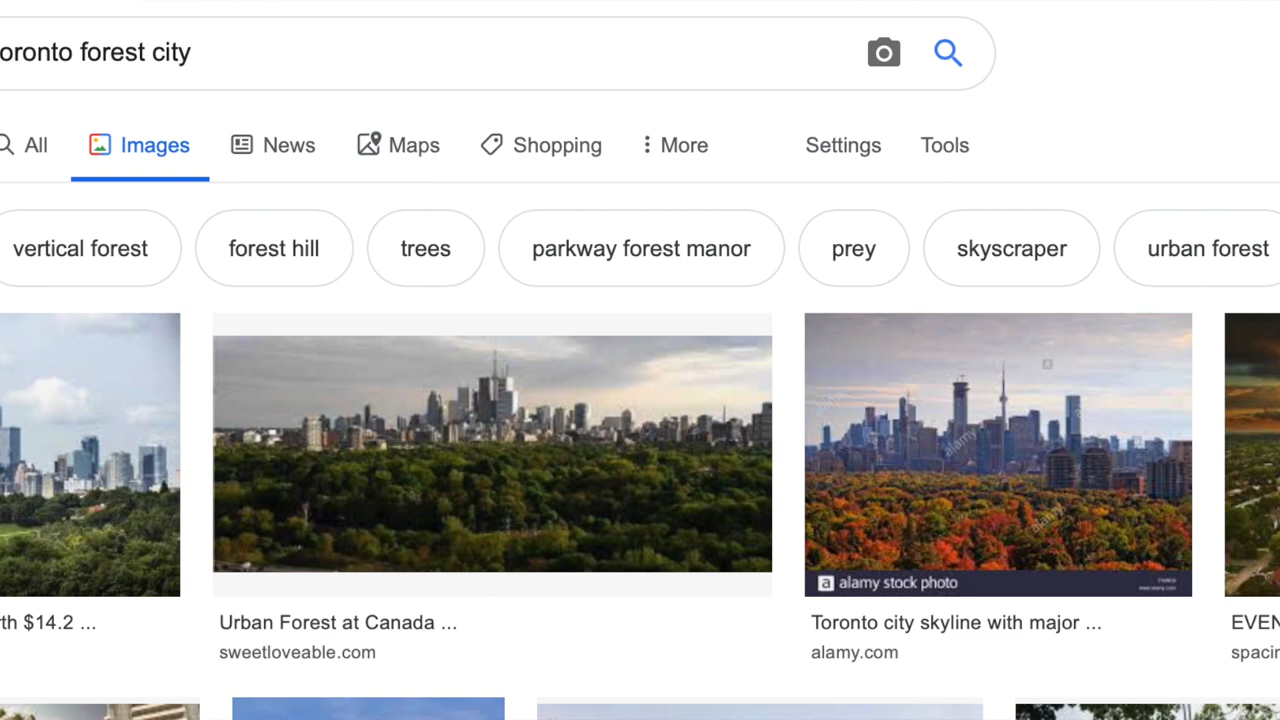 oronto forest city
All
Images
News
Maps
Shopping
More
Settings
Tools
vertical forest
forest hill
trees
parkway forest manor
prey
skyscraper
urban forest
alamy
alamy
a alamy stock photo
rth $14.2 ...
Urban Forest at Canada ...
Toronto city skyline with major ...
EVEN
sweetloveable.com
alamy.com
spacin